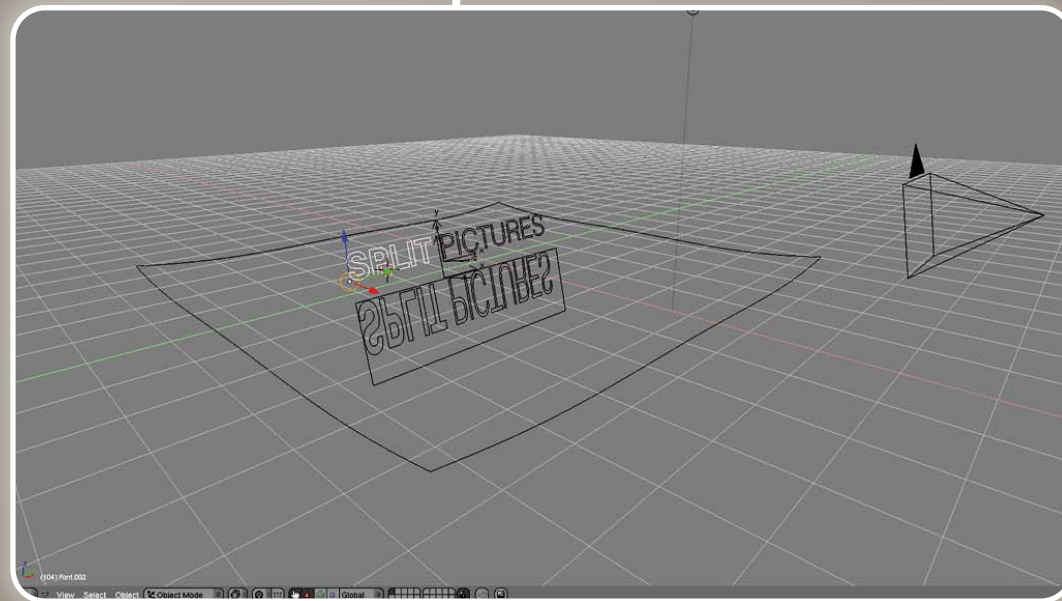 SPLIT PICTURES
SPLIT PICTURES
y
(104) Font.002
View Select Object Object Mode Global